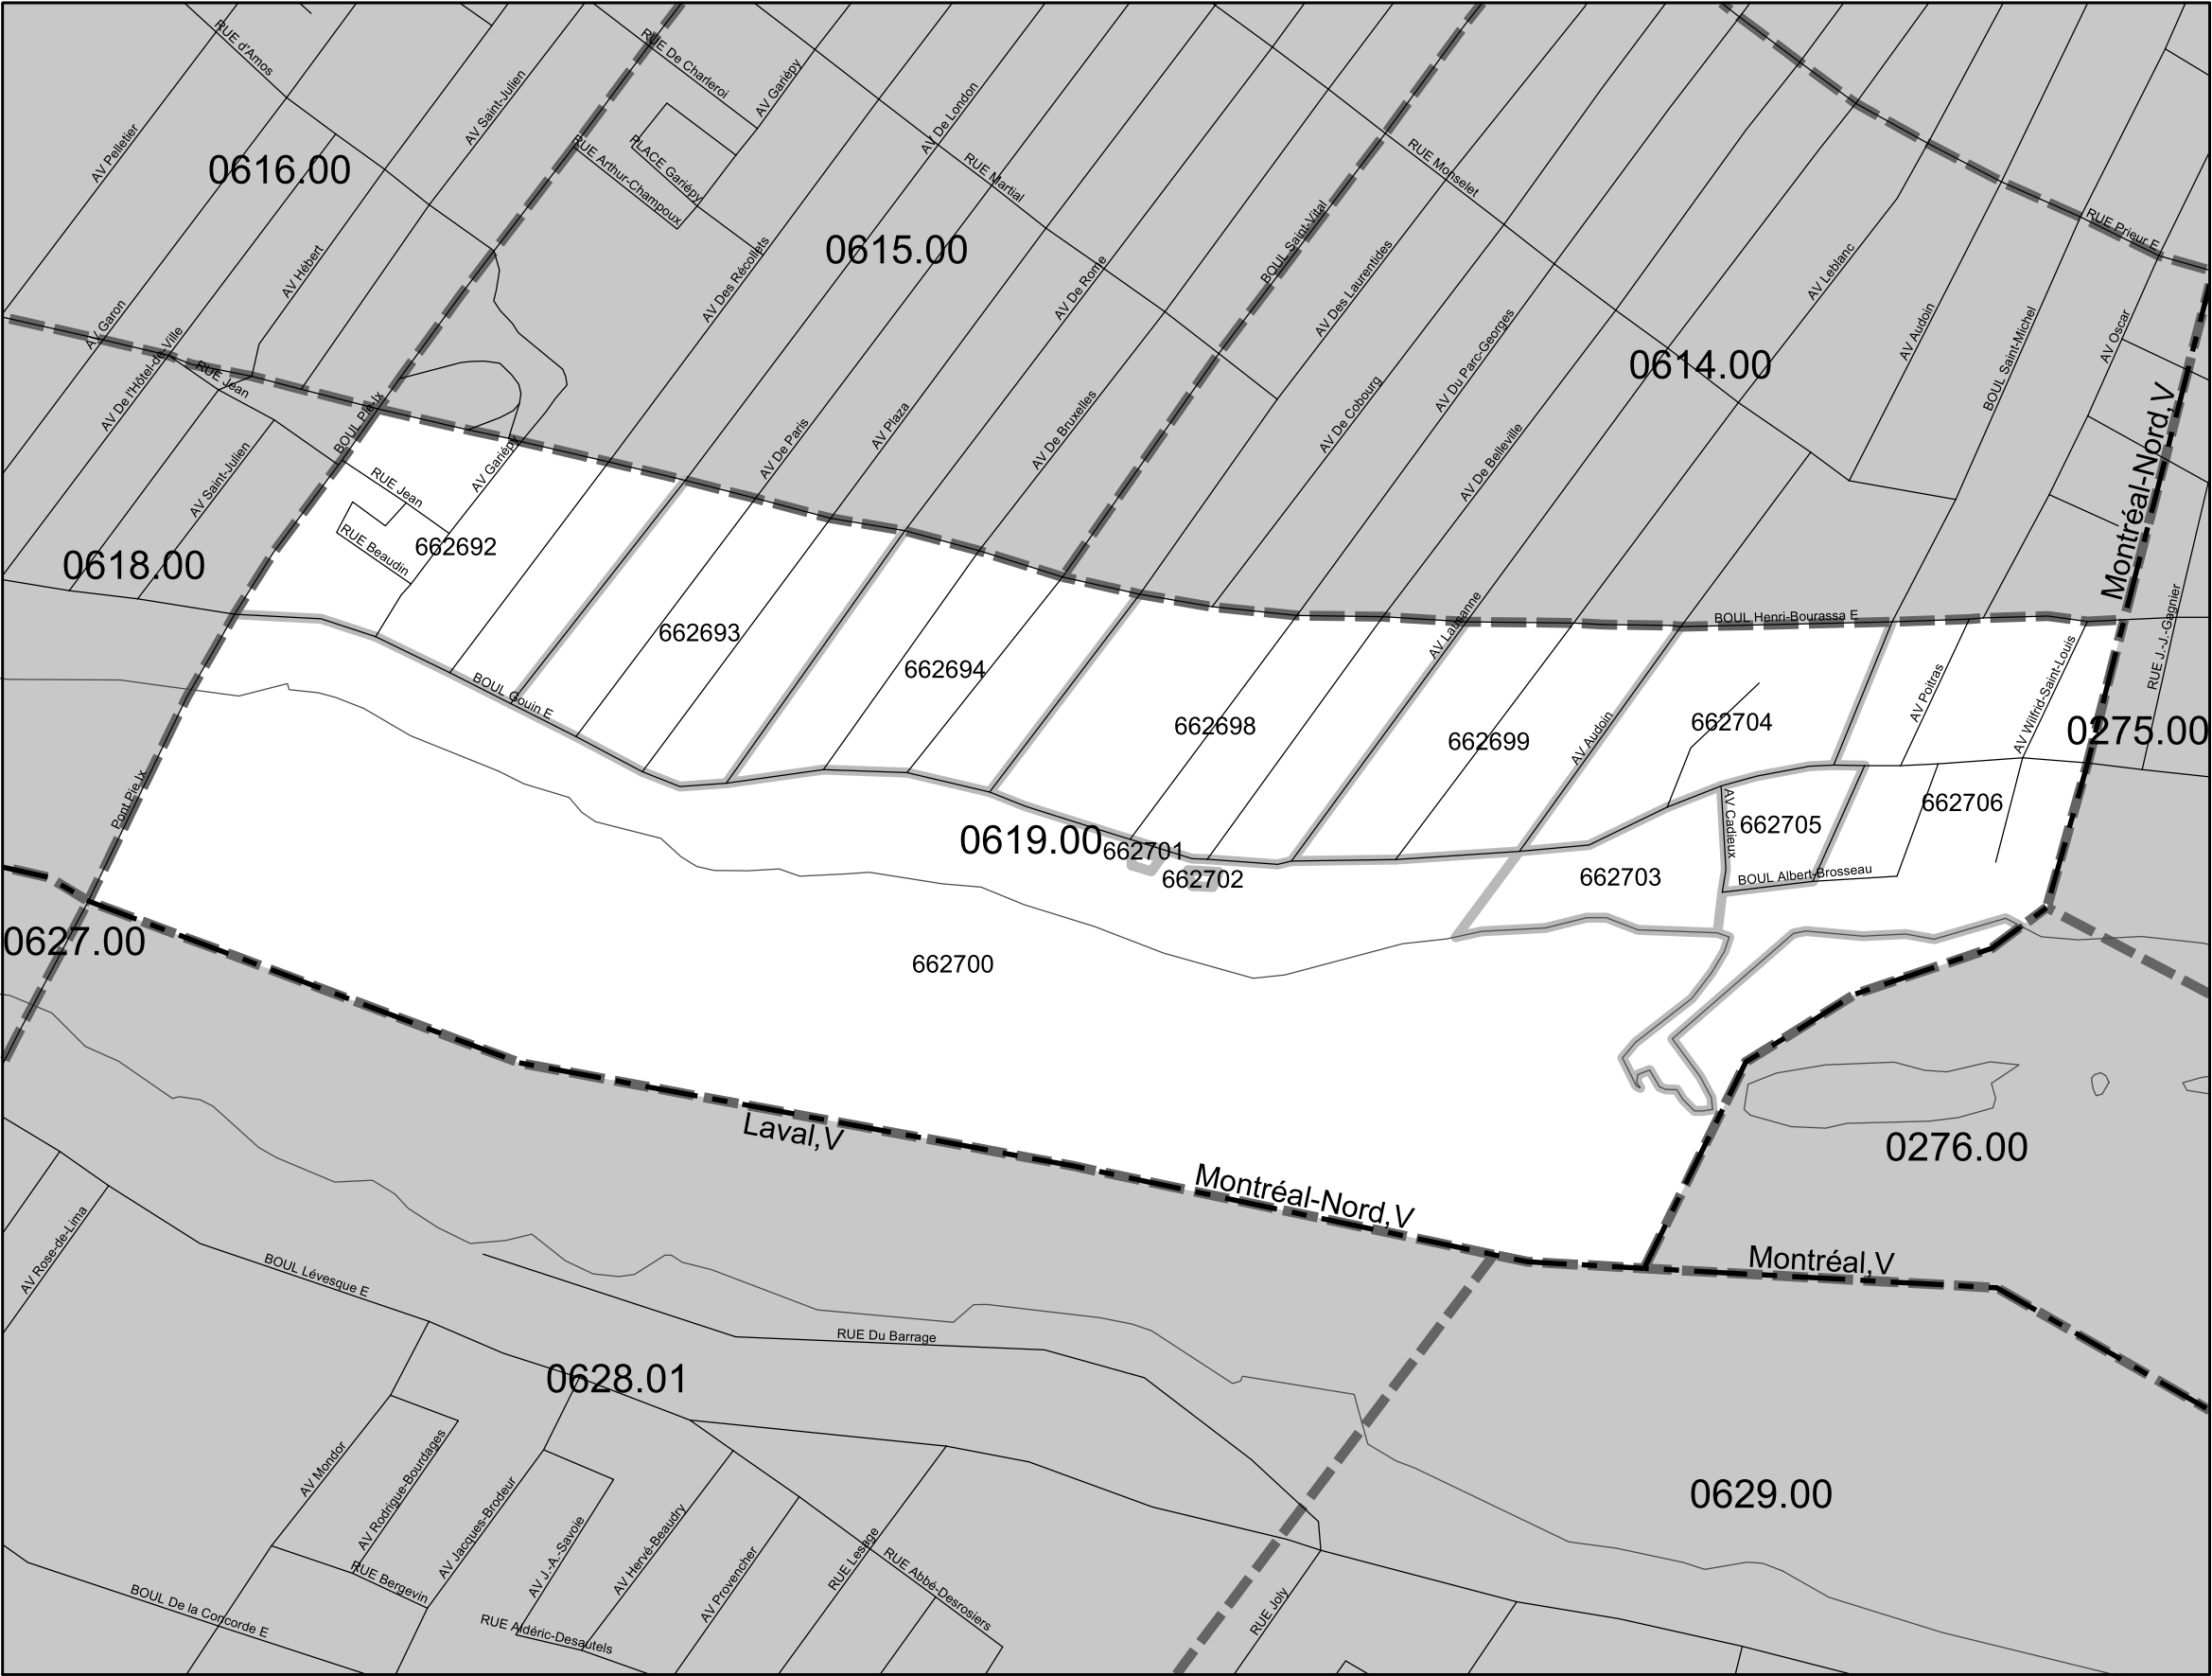 RUE d'Amos
RUE De Charleroi
AV Gariépy
AV Saint-Julien
AV Pelletier
0616.00
PLACE Gariépy
RUE Arthur-Champoux
AV De London
RUE Martial
RUE Monselet
BOUL Saint-Vital
RUE Prieur E
0615.00
AV Hébert
AV Des Récollets
AV De Rome
AV Des Laurentides
AV Leblanc
AV Garon
AV De l'Hôtel-de-Ville
RUE Jean
AV Du Parc-Georges
0614.00
AV Audoin
BOUL Saint-Michel
AV Oscar
BOUL Pie-Ix
AV Gariépy
AV De Paris
AV Plaza
AV De Bruxelles
AV De Cobourg
AV De Belleville
Montréal-Nord,V
AV Saint-Julien
RUE Jean
RUE Beaudin
662692
0618.00
662693
662694
AV Lausanne
BOUL Henri-Bourassa E
RUE J.-J.-Gagnier
BOUL Gouin E
662698
662699
AV Audoin
662704
AV Poitras
AV Wilfrid-Saint-Louis
0275.00
Pont Pie-Ix
0619.00
662701
662702
662703
AV Cadieux
662705
662706
BOUL Albert-Brosseau
0627.00
662700
Laval,V
Montréal-Nord,V
0276.00
Montréal,V
AV Rose-de-Lima
BOUL Lévesque E
RUE Du Barrage
0628.01
0629.00
AV Mondor
AV Rodrigue-Bourdages
AV Jacques-Brodeur
AV J.-A.-Savoie
AV Hervé-Beaudry
AV Provencher
RUE Lesage
RUE Abbé-Desrosiers
RUE Joly
RUE Bergevin
BOUL De la Concorde E
RUE Aldéric-Desautels